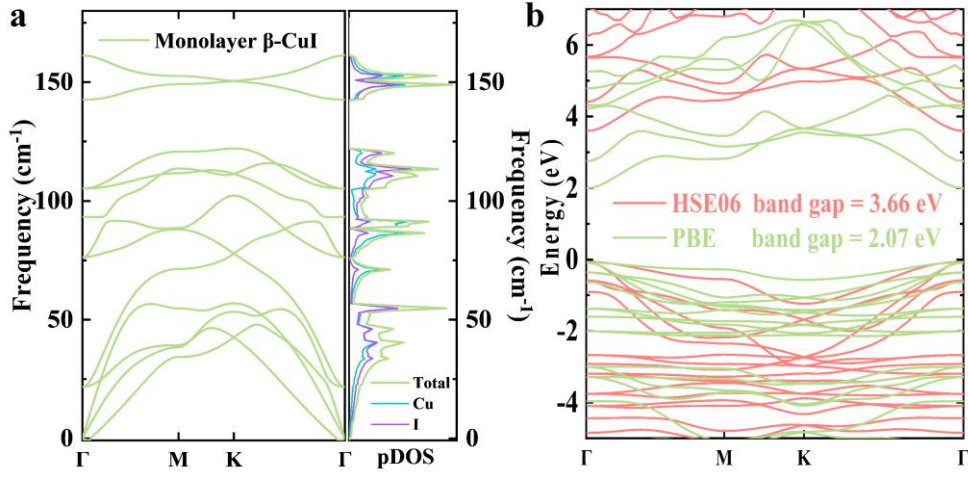 a
Monolayer β-CuI
Frequency (cm⁻¹)
150
100
50
0
Γ
M
K
Γ
Total
Cu
I
pDOS
150
100
50
0
Frequency (cm⁻¹)
b
Energy (eV)
6
4
2
0
-2
-4
HSE06 band gap = 3.66 eV
PBE band gap = 2.07 eV
Γ
M
K
Γ